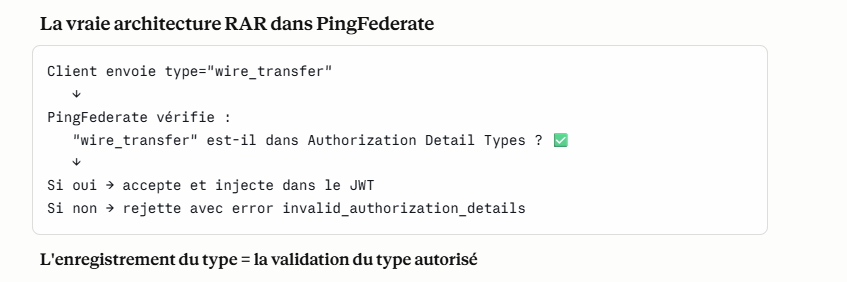 La vraie architecture RAR dans PingFederate
Client envoie type="wire_transfer"
↓
PingFederate vérifie :
"wire_transfer" est-il dans Authorization Detail Types ? ✅
↓
Si oui → accepte et injecte dans le JWT
Si non → rejette avec error invalid_authorization_details
L'enregistrement du type = la validation du type autorisé